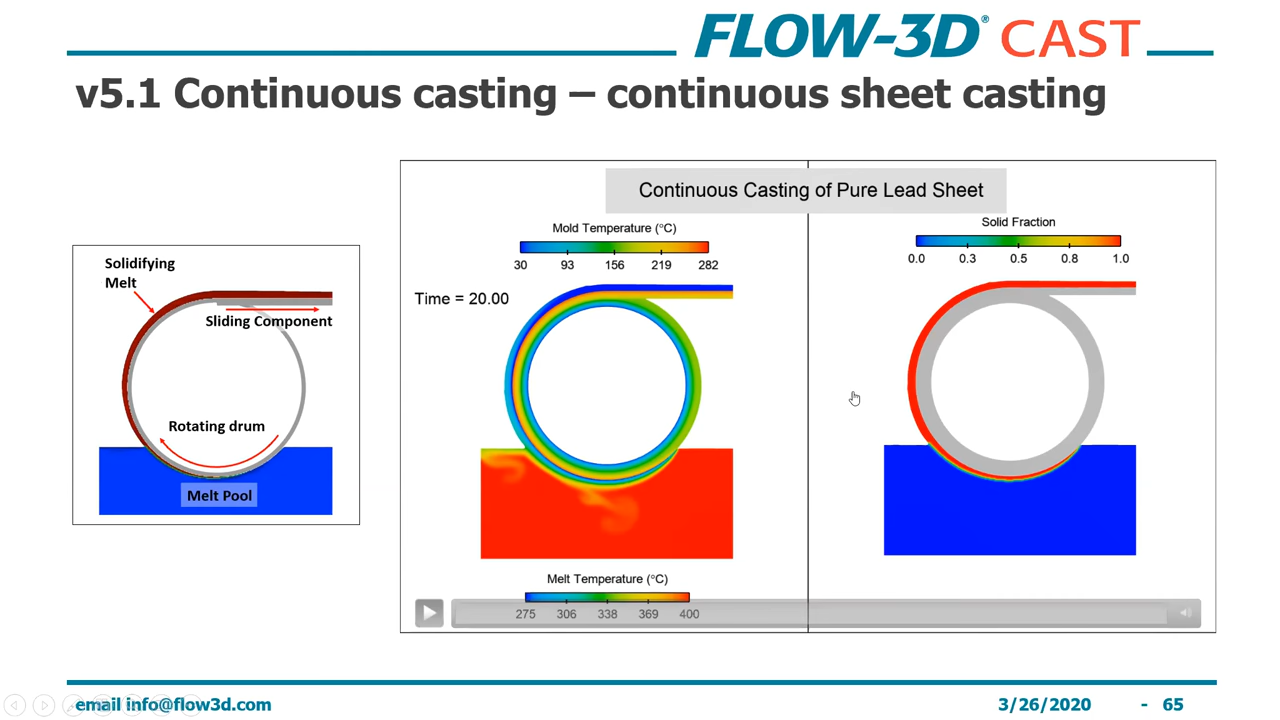 FLOW-3D® CAST
v5.1 Continuous casting – continuous sheet casting
Solidifying
Melt
Sliding Component
Rotating drum
Melt Pool
Continuous Casting of Pure Lead Sheet
Mold Temperature (°C)
30 93 156 219 282
Time = 20.00
Melt Temperature (°C)
275 306 338 369 400
Solid Fraction
0.0 0.3 0.5 0.8 1.0
email info@flow3d.com
3/26/2020 - 65